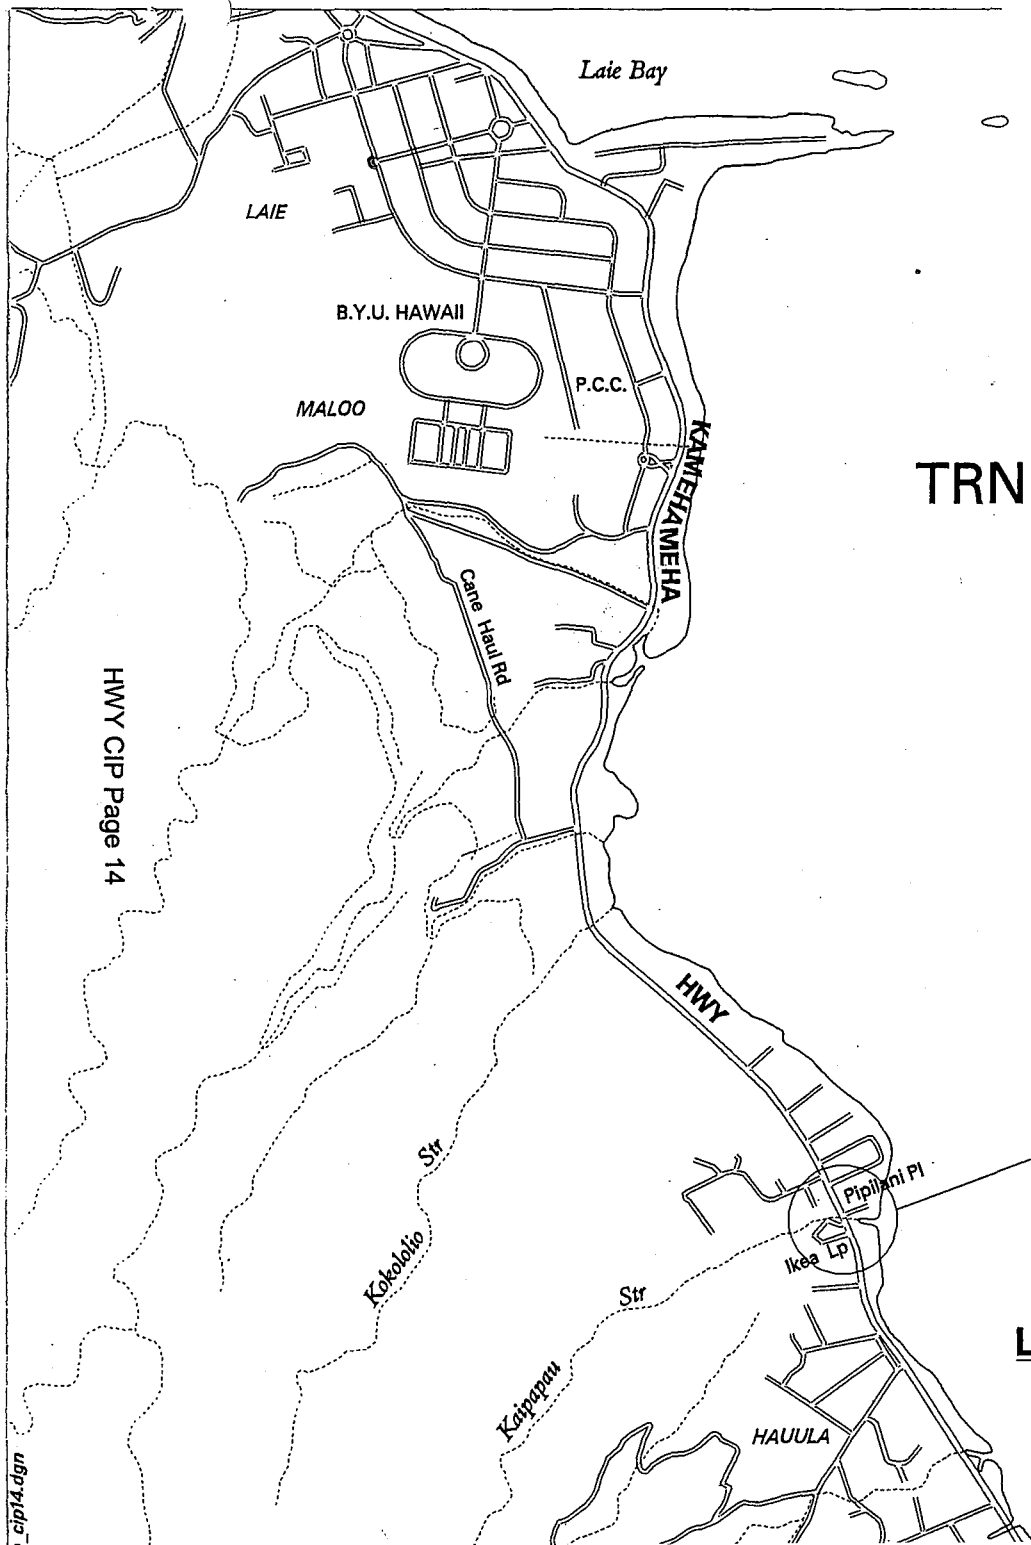 Laie Bay
LAIE
B.Y.U. HAWAII
P.C.C.
MALOO
KAMEHAMEHA
TRN
Cane Haul Rd
HWY CIP Page 14
HWY
Str
Pipilani Pl
Kokololio
Ikea Lp
Str
Kaipapau
HAUULA
_cip14.dgn